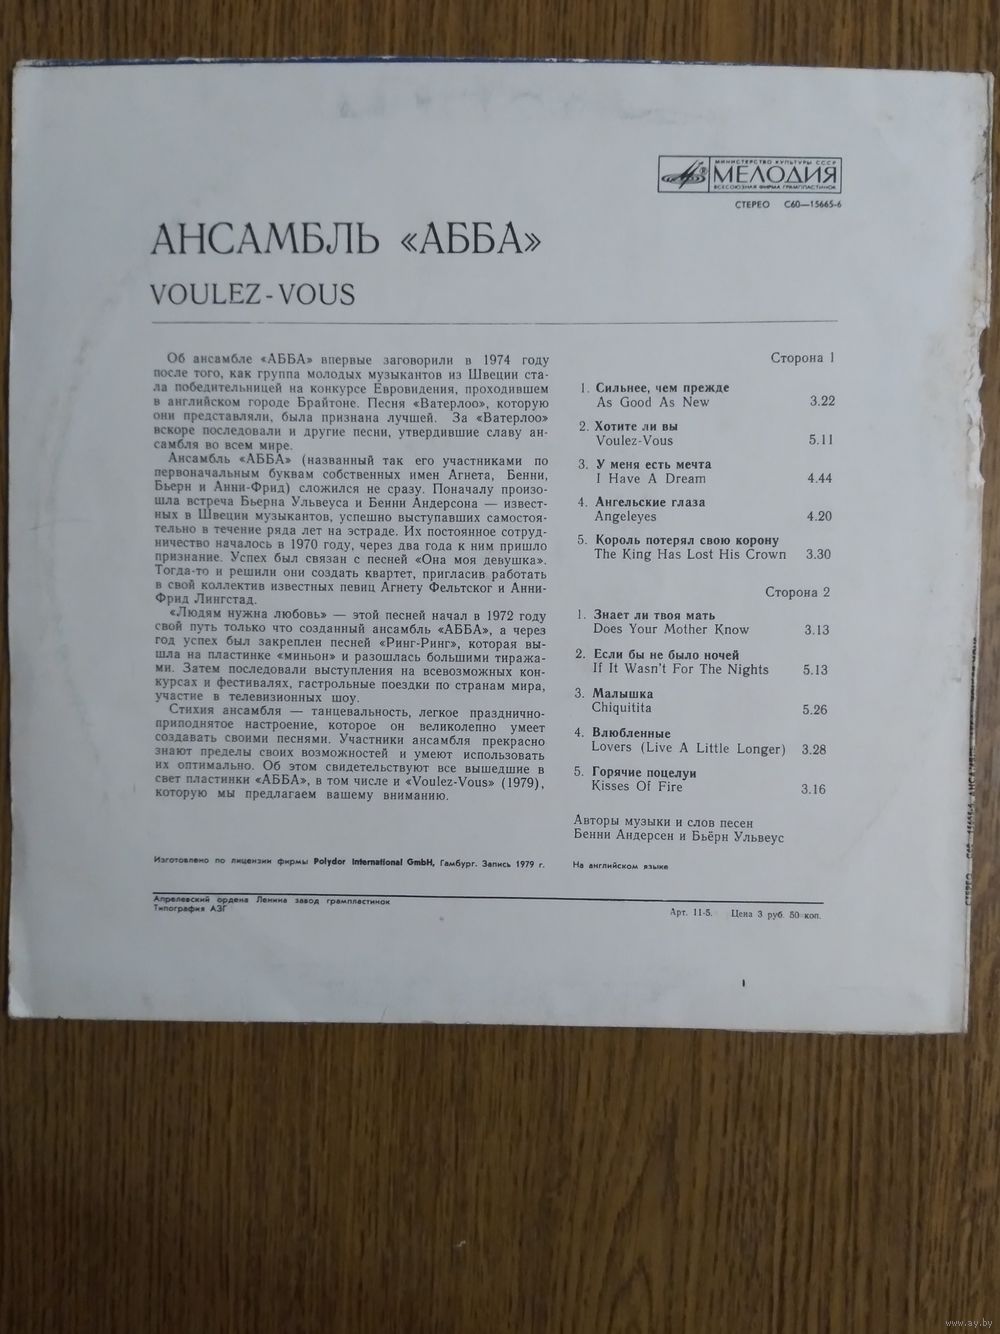 МИНИСТЕРСТВО КУЛЬТУРЫ СССР
МЕЛОДИЯ
ВСЕСОЮЗНАЯ ФИРМА ГРАМПЛАСТИНОК
СТЕРЕО С60—15665-6
АНСАМБЛЬ «АББА»
VOULEZ-VOUS
Об ансамбле «АББА» впервые заговорили в 1974 году
после того, как группа молодых музыкантов из Швеции ста-
ла победительницей на конкурсе Евровидения, проходившем
в английском городе Брайтоне. Песня «Ватерлоо», которую
они представляли, была признана лучшей. За «Ватерлоо»
вскоре последовали и другие песни, утвердившие славу ан-
самбля во всем мире.
Ансамбль «АББА» (названный так его участниками по
первоначальным буквам собственных имен Агнета, Бенни,
Бьерн и Анни-Фрид) сложился не сразу. Поначалу произо-
шла встреча Бьерна Ульвеуса и Бенни Андерсона — извест-
ных в Швеции музыкантов, успешно выступавших самостоя-
тельно в течение ряда лет на эстраде. Их постоянное сотруд-
ничество началось в 1970 году, через два года к ним пришло
признание. Успех был связан с песней «Она моя девушка».
Тогда-то и решили они создать квартет, пригласив работать
в свой коллектив известных певиц Агнету Фельтског и Анни-
Фрид Лингстад.
«Людям нужна любовь» — этой песней начал в 1972 году
свой путь только что созданный ансамбль «АББА», а через
год успех был закреплен песней «Ринг-Ринг», которая вы-
шла на пластинке «миньон» и разошлась большими тиража-
ми. Затем последовали выступления на всевозможных кон-
курсах и фестивалях, гастрольные поездки по странам мира,
участие в телевизионных шоу.
Стихия ансамбля — танцевальность, легкое празднично-
приподнятое настроение, которое он великолепно умеет
создавать своими песнями. Участники ансамбля прекрасно
знают пределы своих возможностей и умеют использовать
их оптимально. Об этом свидетельствуют все вышедшие в
свет пластинки «АББА», в том числе и «Voulez-Vous» (1979),
которую мы предлагаем вашему вниманию.
Сторона 1
1. Сильнее, чем прежде
As Good As New 3.22
2. Хотите ли вы
Voulez-Vous 5.11
3. У меня есть мечта
I Have A Dream 4.44
4. Ангельские глаза
Angeleyes 4.20
5. Король потерял свою корону
The King Has Lost His Crown 3.30
Сторона 2
1. Знает ли твоя мать
Does Your Mother Know 3.13
2. Если бы не было ночей
If It Wasn't For The Nights 5.13
3. Малышка
Chiquitita 5.26
4. Влюбленные
Lovers (Live A Little Longer) 3.28
5. Горячие поцелуи
Kisses Of Fire 3.16
Авторы музыки и слов песен
Бенни Андерсен и Бьёрн Ульвеус
Изготовлено по лицензии фирмы Polydor International GmbH, Гамбург. Запись 1979 г.
На английском языке
Апрелевский ордена Ленина завод грампластинок
Типография АЗГ
Арт. 11-5. Цена 3 руб. 50 коп.
www.ay.by